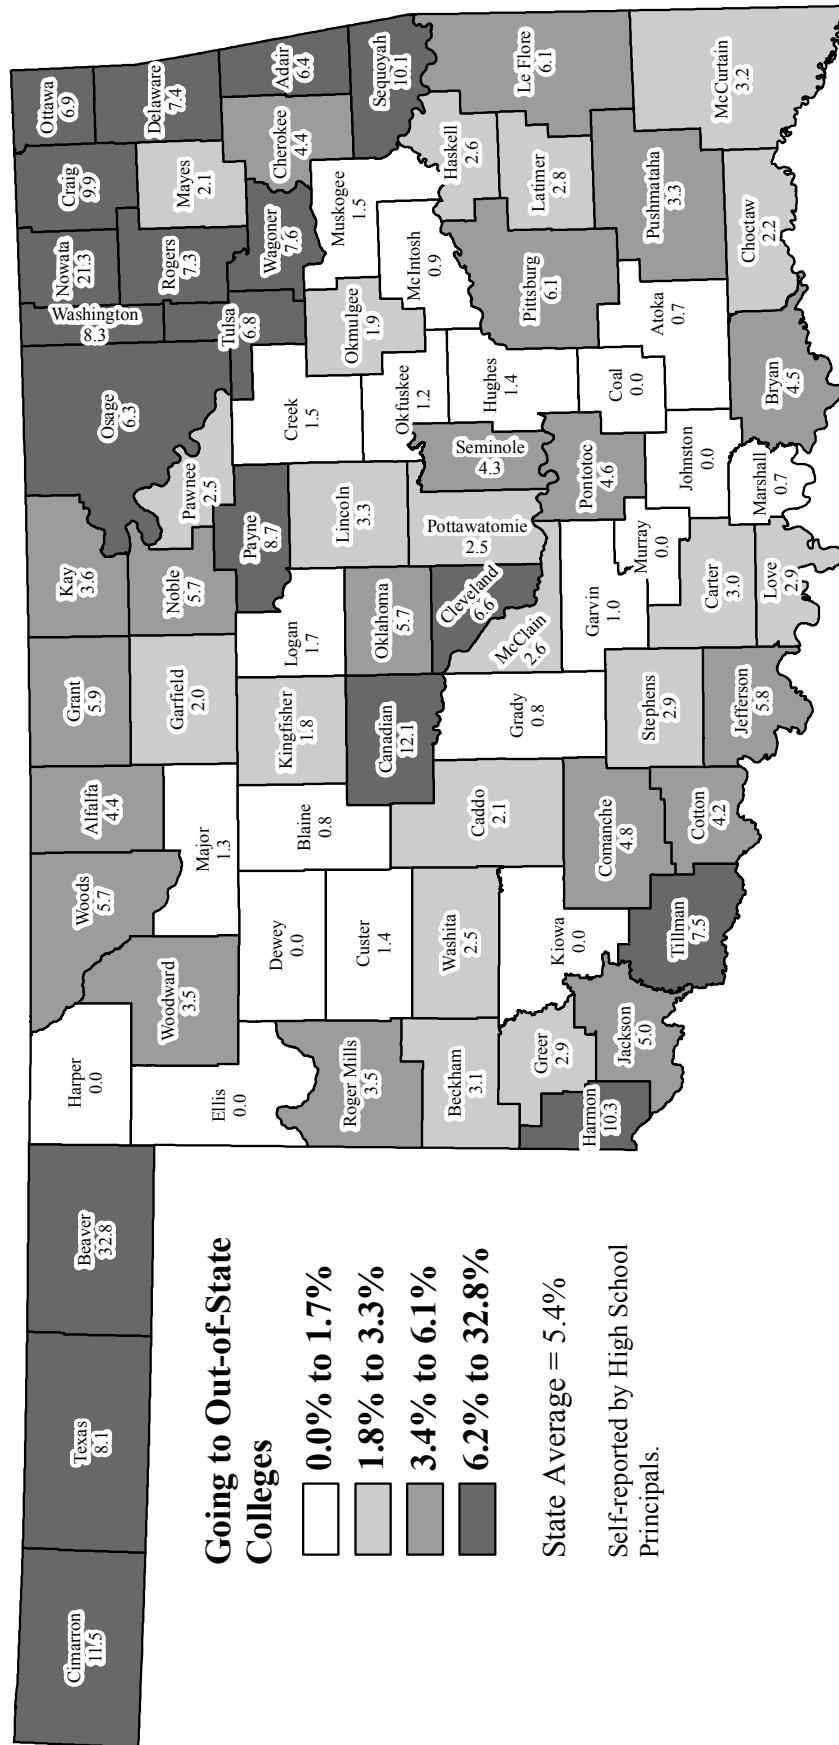 Cimarron
11.5
Texas
8.1
Beaver
32.8
Harper
0.0
Woods
5.7
Alfalfa
4.4
Grant
5.9
Kay
3.6
Osage
6.3
Washington
8.3
Nowata
21.3
Craig
9.9
Ottawa
6.9
Ellis
0.0
Woodward
3.5
Major
1.3
Garfield
2.0
Noble
5.7
Pawnee
2.5
Rogers
7.3
Mayes
2.1
Delaware
7.4
Roger Mills
3.5
Dewey
0.0
Blaine
0.8
Kingfisher
1.8
Logan
1.7
Payne
8.7
Creek
1.5
Tulsa
6.8
Wagoner
7.6
Cherokee
4.4
Adair
6.4
Custer
1.4
Canadian
12.1
Oklahoma
5.7
Lincoln
3.3
Okfuskee
1.2
Okmulgee
1.9
Muskogee
1.5
Sequoyah
10.1
Beckham
3.1
Washita
2.5
Caddo
2.1
Grady
0.8
Cleveland
6.6
McClain
2.6
Pottawatomie
2.5
Seminole
4.3
Hughes
1.4
McIntosh
0.9
Haskell
2.6
Le Flore
6.1
Harmon
10.3
Greer
2.9
Kiowa
0.0
Comanche
4.8
Garvin
1.0
Pontotoc
4.6
Coal
0.0
Pittsburg
6.1
Latimer
2.8
Jackson
5.0
Tillman
7.5
Cotton
4.2
Stephens
2.9
Murray
0.0
Johnston
0.0
Atoka
0.7
Pushmataha
3.3
McCurtain
3.2
Jefferson
5.8
Carter
3.0
Love
2.9
Marshall
0.7
Bryan
4.5
Choctaw
2.2
Going to Out-of-State
Colleges
0.0% to 1.7%
1.8% to 3.3%
3.4% to 6.1%
6.2% to 32.8%
State Average = 5.4%
Self-reported by High School
Principals.